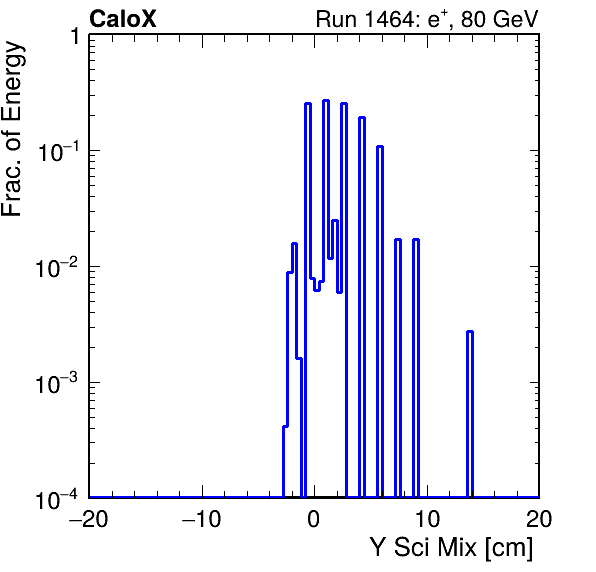 CaloX Run 1464: e⁺, 80 GeV
Frac. of Energy
1
10⁻¹
10⁻²
10⁻³
10⁻⁴
−20 −10 0 10 20
Y Sci Mix [cm]